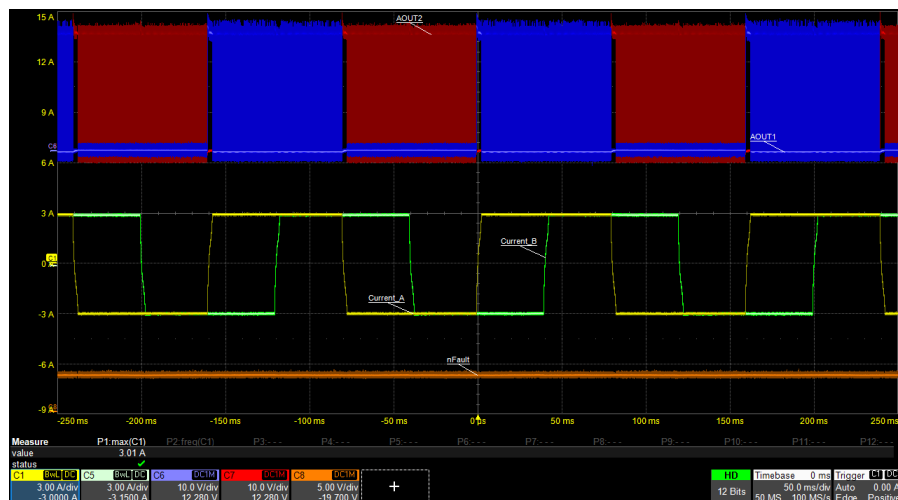 15 A
AOUT2
12 A
9 A
AOUT1
C6
6 A
3 A
Current_B
C1
0 A
Current_A
-3 A
nFault
-6 A
-9 A
-250 ms -200 ms -150 ms -100 ms -50 ms 0 µs 50 ms 100 ms 150 ms 200 ms 250 ms
Measure P1:max(C1) P2:freq(C1) P3:- - - P4:- - - P5:- - - P6:- - - P7:- - - P8:- - - P9:- - - P10:- - - P11:- - - P12:- - -
value 3.01 A
status ✓
C1 BwL DC C5 BwL DC C6 DC1M C7 DC1M C8 DC1M + HD Timebase 0 ms Trigger C1 DC
3.00 A/div 3.00 A/div 10.0 V/div 10.0 V/div 5.00 V/div 12 Bits 50.0 ms/div Auto 0.00 A
-3.0000 A -3.1500 A 12.280 V 12.280 V -19.700 V 50 MS 100 MS/s Edge Positive